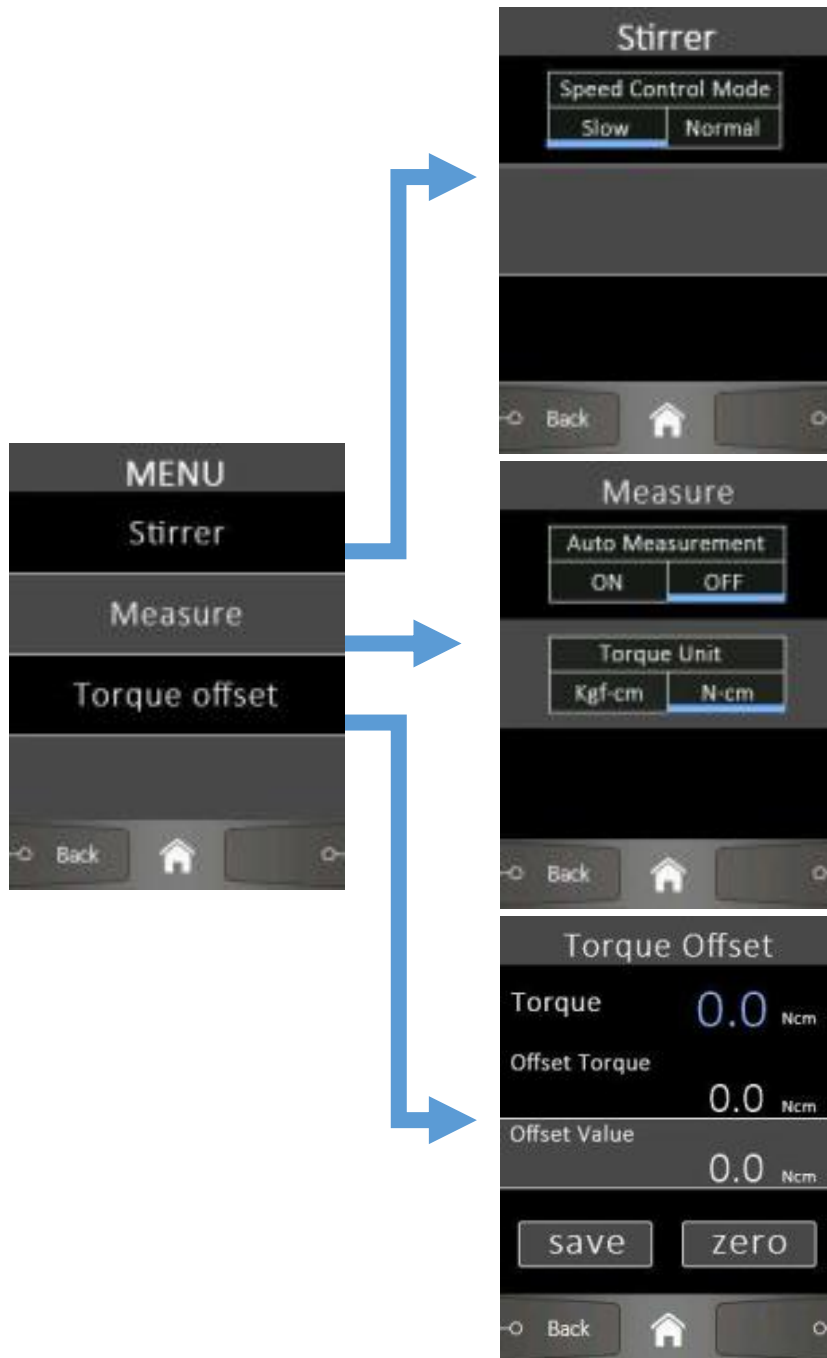 Stirrer
Speed Control Mode
Slow Normal
Back
MENU
Stirrer
Measure
Torque offset
Back
Measure
Auto Measurement
ON OFF
Torque Unit
Kgf-cm N-cm
Back
Torque Offset
Torque 0.0 Ncm
Offset Torque
0.0 Ncm
Offset Value
0.0 Ncm
save zero
Back